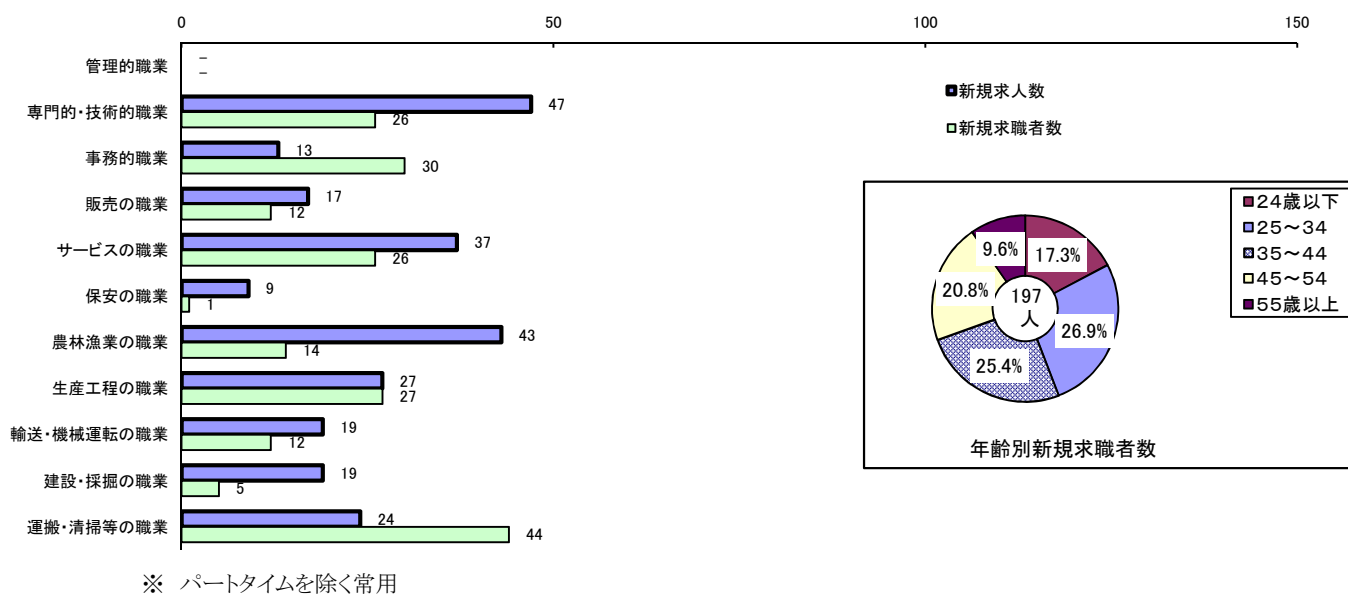 0 50 100 150
管理的職業 － －
専門的・技術的職業 47 26
事務的職業 13 30
販売の職業 17 12
サービスの職業 37 26
保安の職業 9 1
農林漁業の職業 43 14
生産工程の職業 27 27
輸送・機械運転の職業 19 12
建設・採掘の職業 19 5
運搬・清掃等の職業 24 44
※ パートタイムを除く常用
新規求人数
新規求職者数
24歳以下
25～34
35～44
45～54
55歳以上
9.6% 17.3%
20.8% 197人 26.9%
25.4%
年齢別新規求職者数